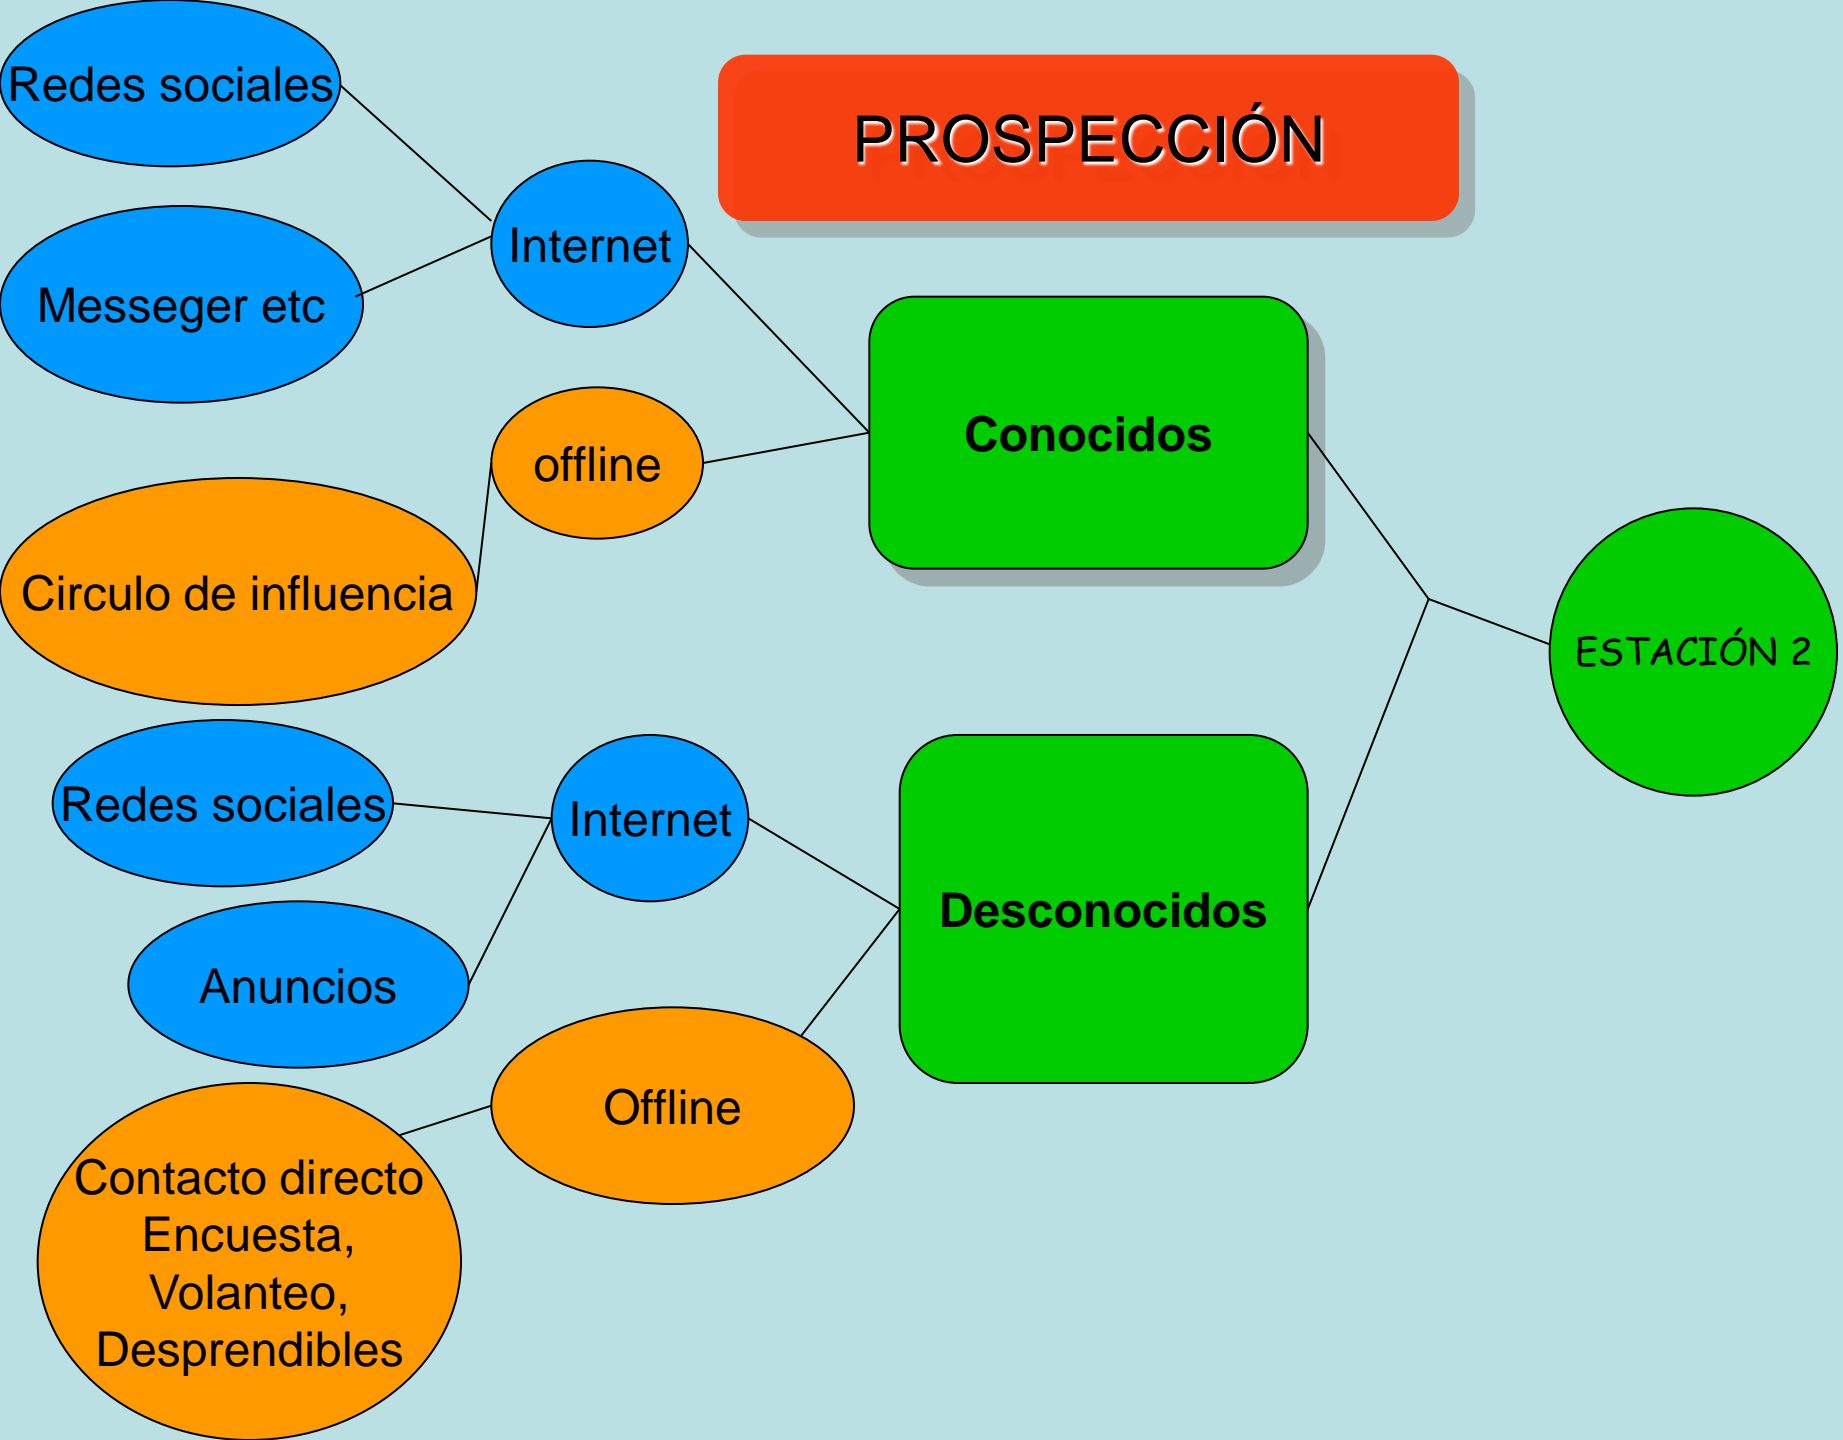 Redes sociales
PROSPECCIÓN
Internet
Messeger etc
Conocidos
offline
Circulo de influencia
ESTACIÓN 2
Redes sociales
Internet
Desconocidos
Anuncios
Offline
Contacto directo
Encuesta,
Volanteo,
Desprendibles